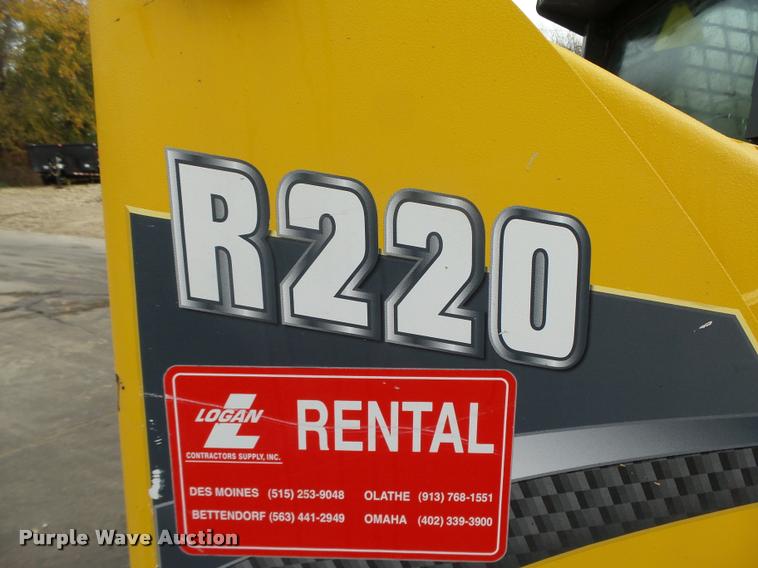 R220
LOGAN
CONTRACTORS SUPPLY, INC.
RENTAL
DES MOINES (515) 253-9048 OLATHE (913) 768-1551
BETTENDORF (563) 441-2949 OMAHA (402) 339-3900
Purple Wave Auction